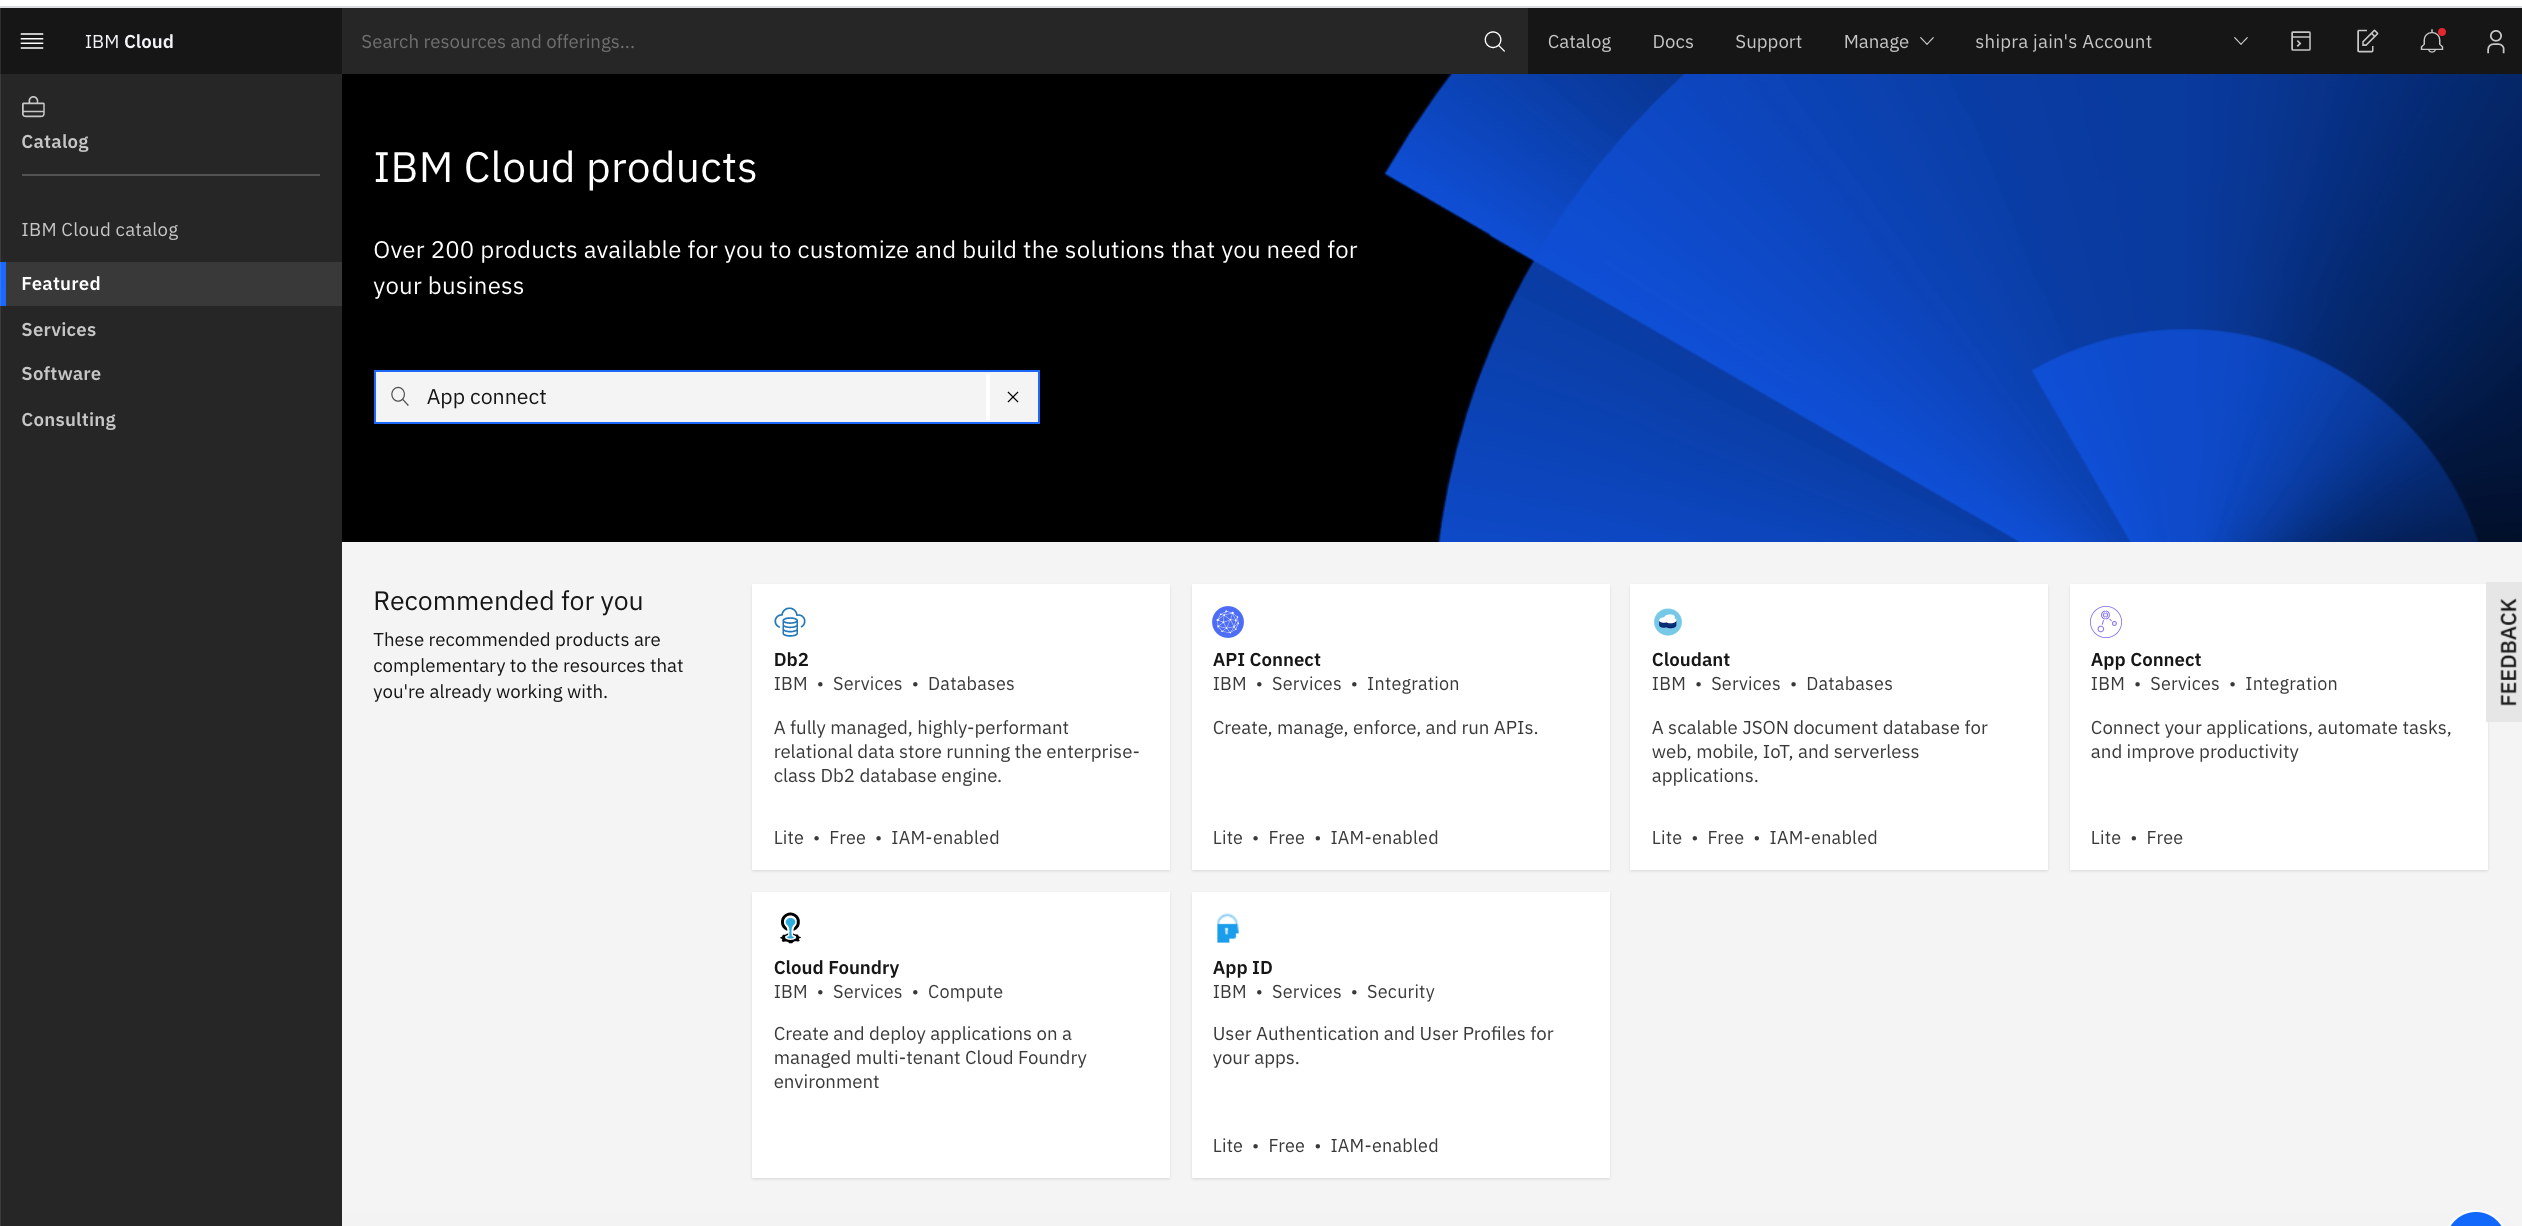 IBM Cloud
Search resources and offerings...
Catalog
Docs
Support
Manage
shipra jain's Account
Catalog
IBM Cloud catalog
Featured
Services
Software
Consulting
IBM Cloud products
Over 200 products available for you to customize and build the solutions that you need for
your business
App connect
Recommended for you
These recommended products are
complementary to the resources that
you're already working with.
Db2
IBM • Services • Databases
A fully managed, highly-performant
relational data store running the enterprise-
class Db2 database engine.
Lite • Free • IAM-enabled
API Connect
IBM • Services • Integration
Create, manage, enforce, and run APIs.
Lite • Free • IAM-enabled
Cloudant
IBM • Services • Databases
A scalable JSON document database for
web, mobile, IoT, and serverless
applications.
Lite • Free • IAM-enabled
App Connect
IBM • Services • Integration
Connect your applications, automate tasks,
and improve productivity
Lite • Free
FEEDBACK
Cloud Foundry
IBM • Services • Compute
Create and deploy applications on a
managed multi-tenant Cloud Foundry
environment
App ID
IBM • Services • Security
User Authentication and User Profiles for
your apps.
Lite • Free • IAM-enabled